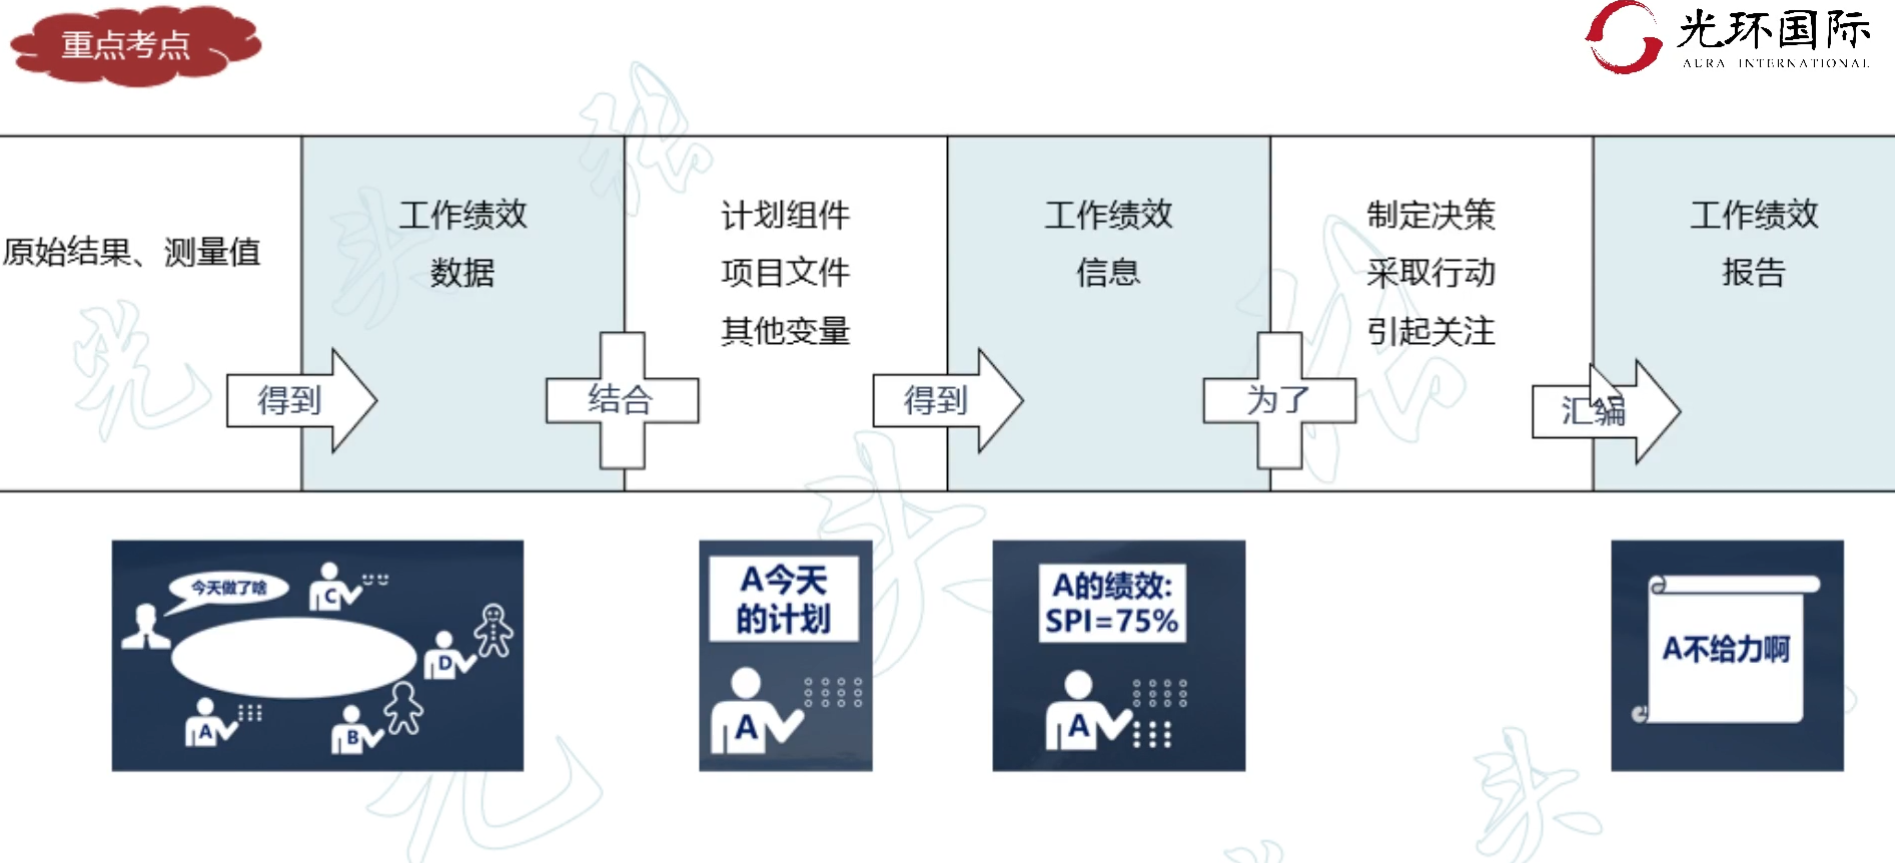 重点考点
光环国际
AURA INTERNATIONAL
原始结果、测量值
得到
工作绩效
数据
结合
计划组件
项目文件
其他变量
得到
工作绩效
信息
为了
制定决策
采取行动
引起关注
汇编
工作绩效
报告
今天做了啥
C
D
A
B
A今天
的计划
A
A的绩效:
SPI=75%
A
A不给力啊